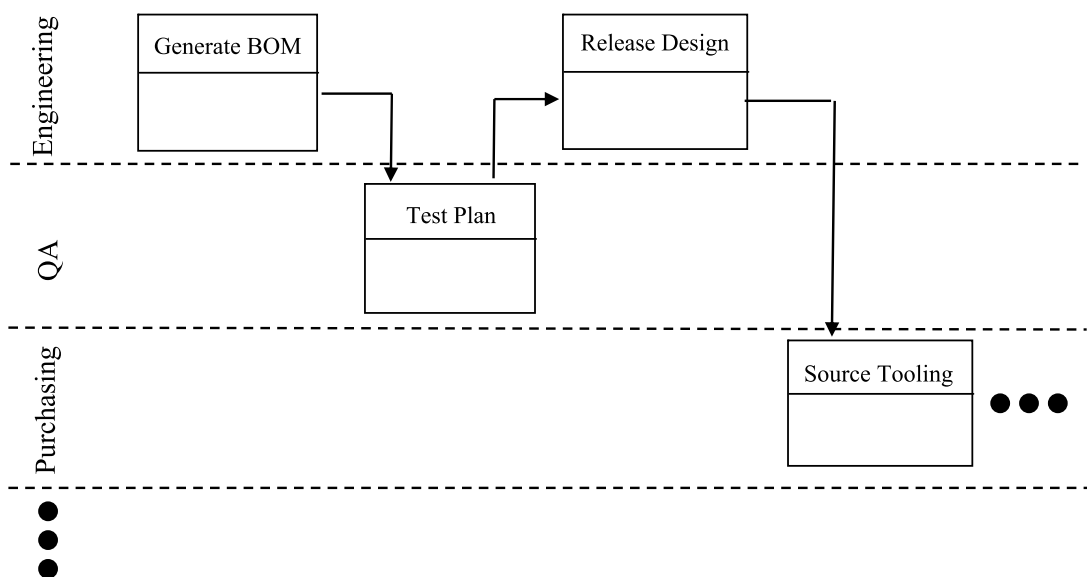 Engineering
Generate BOM
Release Design
QA
Test Plan
Purchasing
Source Tooling